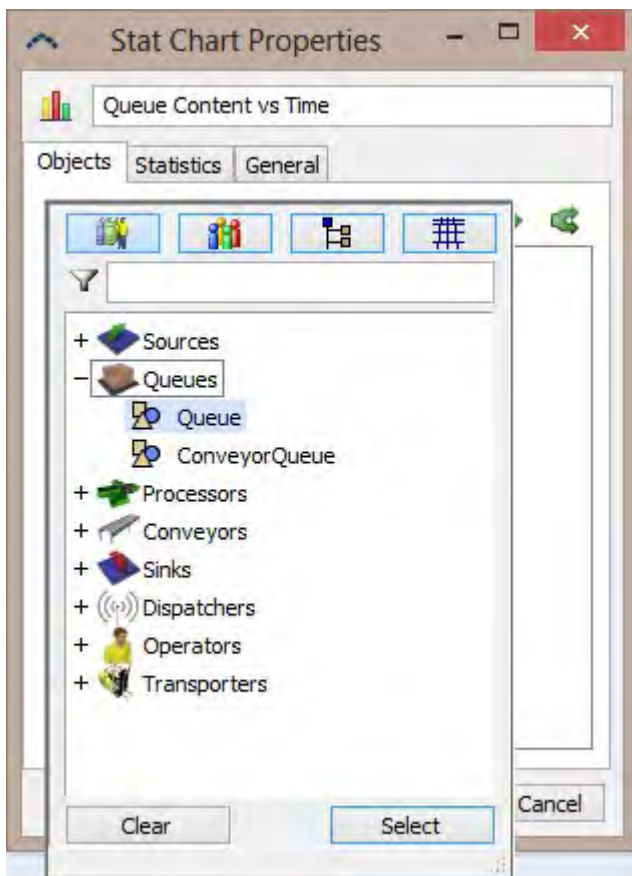 Stat Chart Properties
Queue Content vs Time
Objects Statistics General
+ Sources
− Queues
Queue
ConveyorQueue
+ Processors
+ Conveyors
+ Sinks
+ Dispatchers
+ Operators
+ Transporters
Clear Select Cancel